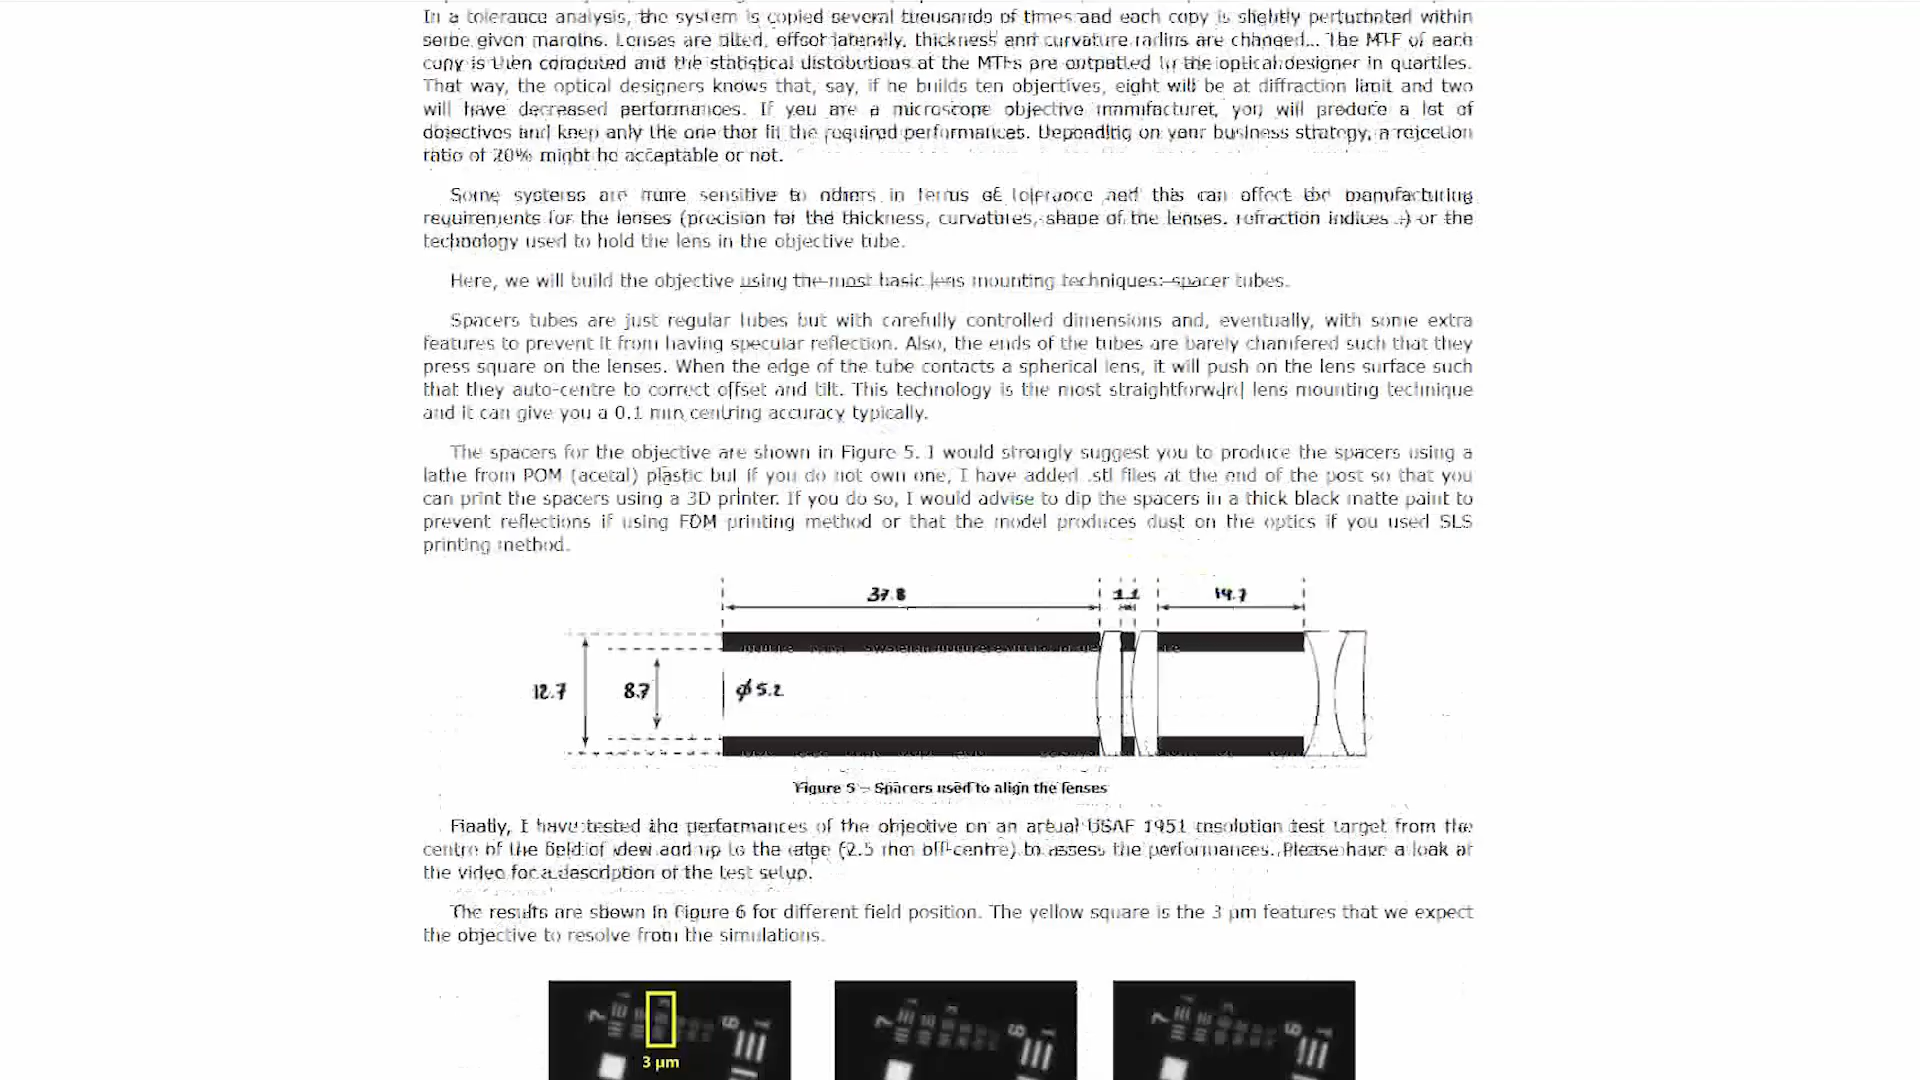 In a tolerance analysis, the system is copied several thousands of times and each copy is slightly perturbated within
some given margins. Lenses are tilted, offset laterally, thickness and curvature radius are changed... The MTF of each
copy is then computed and the statistical distributions of the MTFs are outputted to the optical designer in quartiles.
That way, the optical designers knows that, say, if he builds ten objectives, eight will be at diffraction limit and two
will have decreased performances. If you are a microscope objective manufacturer, you will produce a lot of
objectives and keep only the one that fit the required performances. Depending on your business strategy, a rejection
ratio of 20% might be acceptable or not.
Some systems are more sensitive to others in terms of tolerance and this can affect the manufacturing
requirements for the lenses (precision for the thickness, curvatures, shape of the lenses, refraction indices...) or the
technology used to hold the lens in the objective tube.
Here, we will build the objective using the most basic lens mounting techniques: spacer tubes.
Spacers tubes are just regular tubes but with carefully controlled dimensions and, eventually, with some extra
features to prevent it from having specular reflection. Also, the ends of the tubes are barely chamfered such that they
press square on the lenses. When the edge of the tube contacts a spherical lens, it will push on the lens surface such
that they auto-centre to correct offset and tilt. This technology is the most straightforward lens mounting technique
and it can give you a 0.1 mm centring accuracy typically.
The spacers for the objective are shown in Figure 5. I would strongly suggest you to produce the spacers using a
lathe from POM (acetal) plastic but if you do not own one, I have added .stl files at the end of the post so that you
can print the spacers using a 3D printer. If you do so, I would advise to dip the spacers in a thick black matte paint to
prevent reflections if using FDM printing method or that the model produces dust on the optics if you used SLS
printing method.
37.8 1.1 14.7
12.7 8.7 ϕ5.2
Figure 5 – Spacers used to align the lenses
Finally, I have tested the performances of the objective on an actual USAF 1951 resolution test target from the
centre of the field of view and up to the edge (2.5 mm off-centre) to assess the performances. Please have a look at
the video for a description of the test setup.
The results are shown in Figure 6 for different field position. The yellow square is the 3 µm features that we expect
the objective to resolve from the simulations.
3 µm